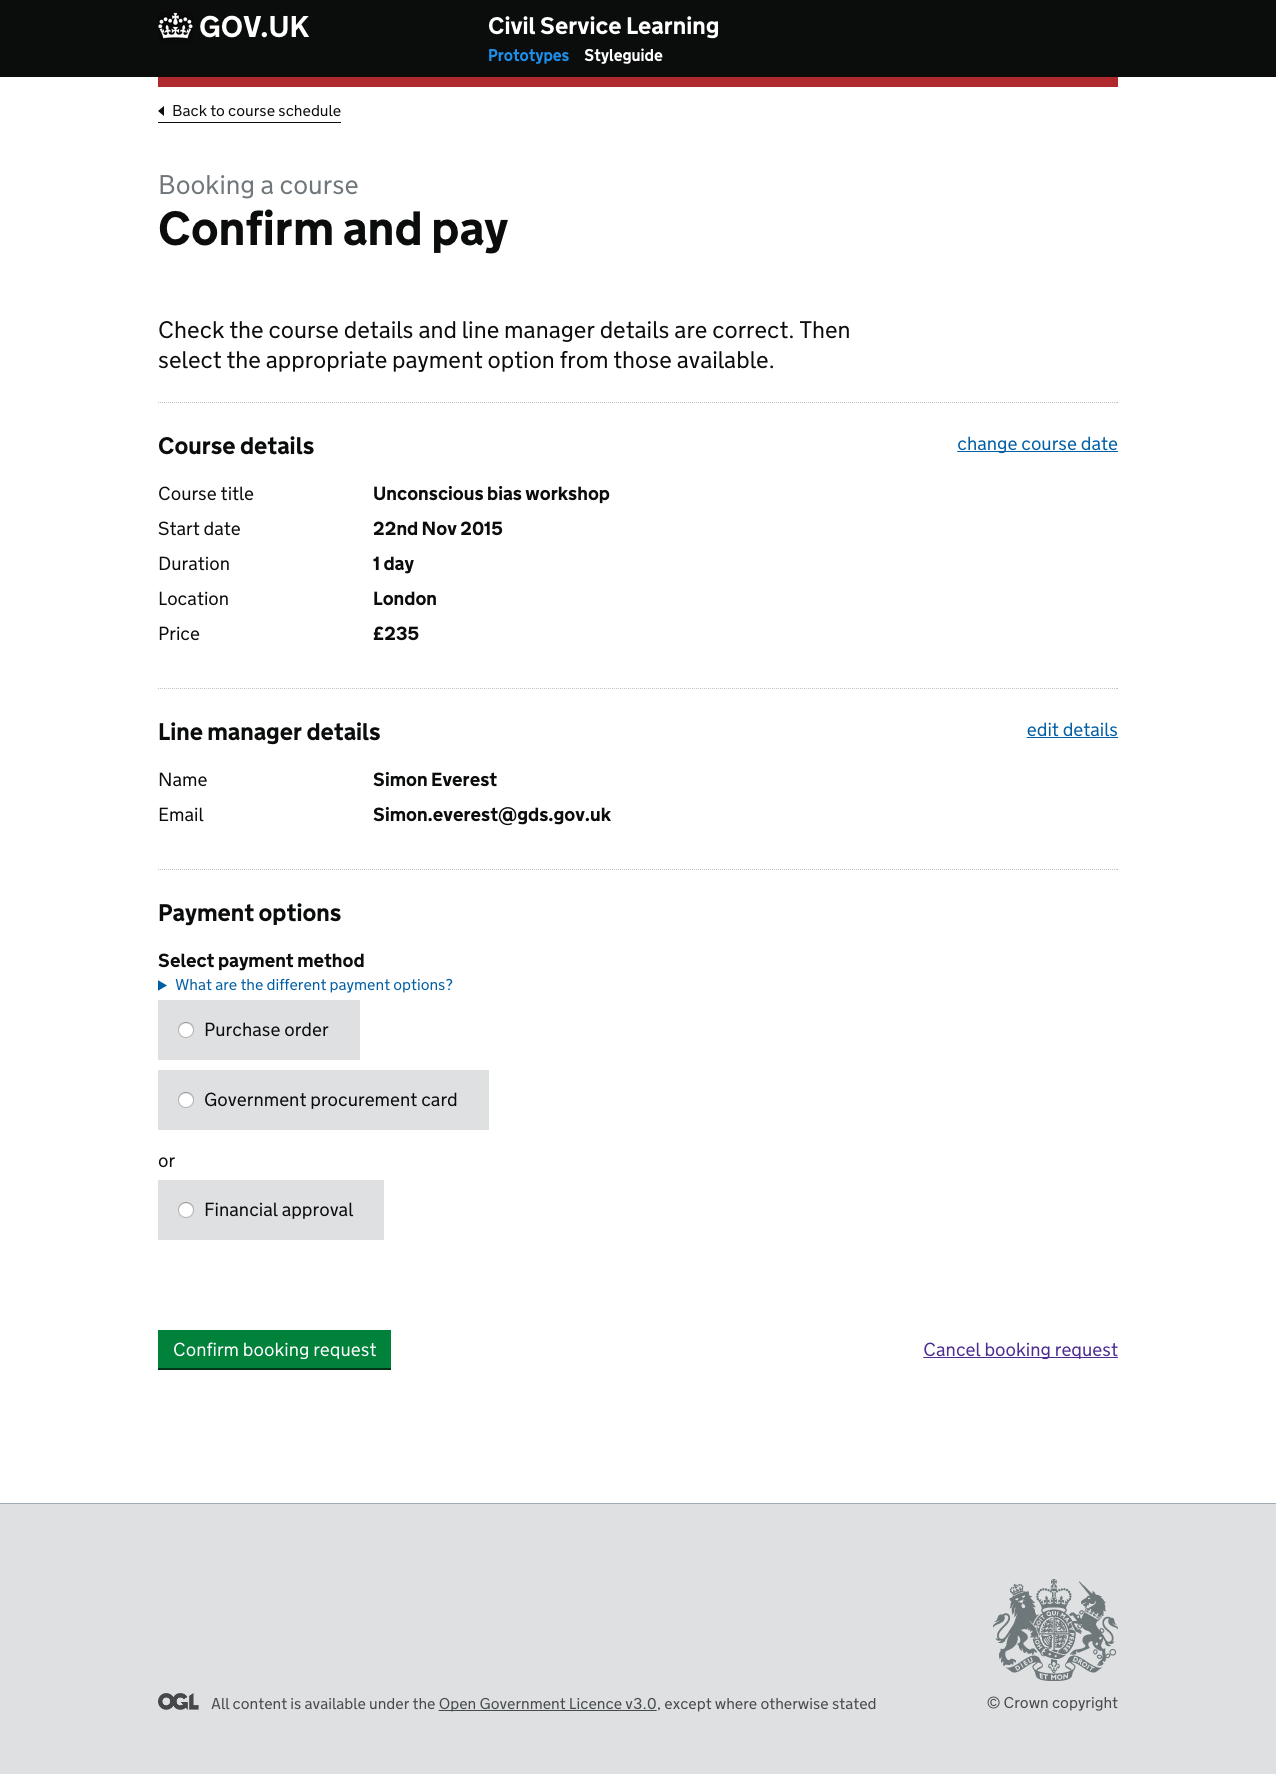 GOV.UK
Civil Service Learning
Prototypes Styleguide
Back to course schedule
Booking a course
Confirm and pay
Check the course details and line manager details are correct. Then
select the appropriate payment option from those available.
Course details
change course date
Course title Unconscious bias workshop
Start date 22nd Nov 2015
Duration 1 day
Location London
Price £235
Line manager details
edit details
Name Simon Everest
Email Simon.everest@gds.gov.uk
Payment options
Select payment method
What are the different payment options?
Purchase order
Government procurement card
or
Financial approval
Confirm booking request
Cancel booking request
OGL All content is available under the Open Government Licence v3.0, except where otherwise stated
© Crown copyright